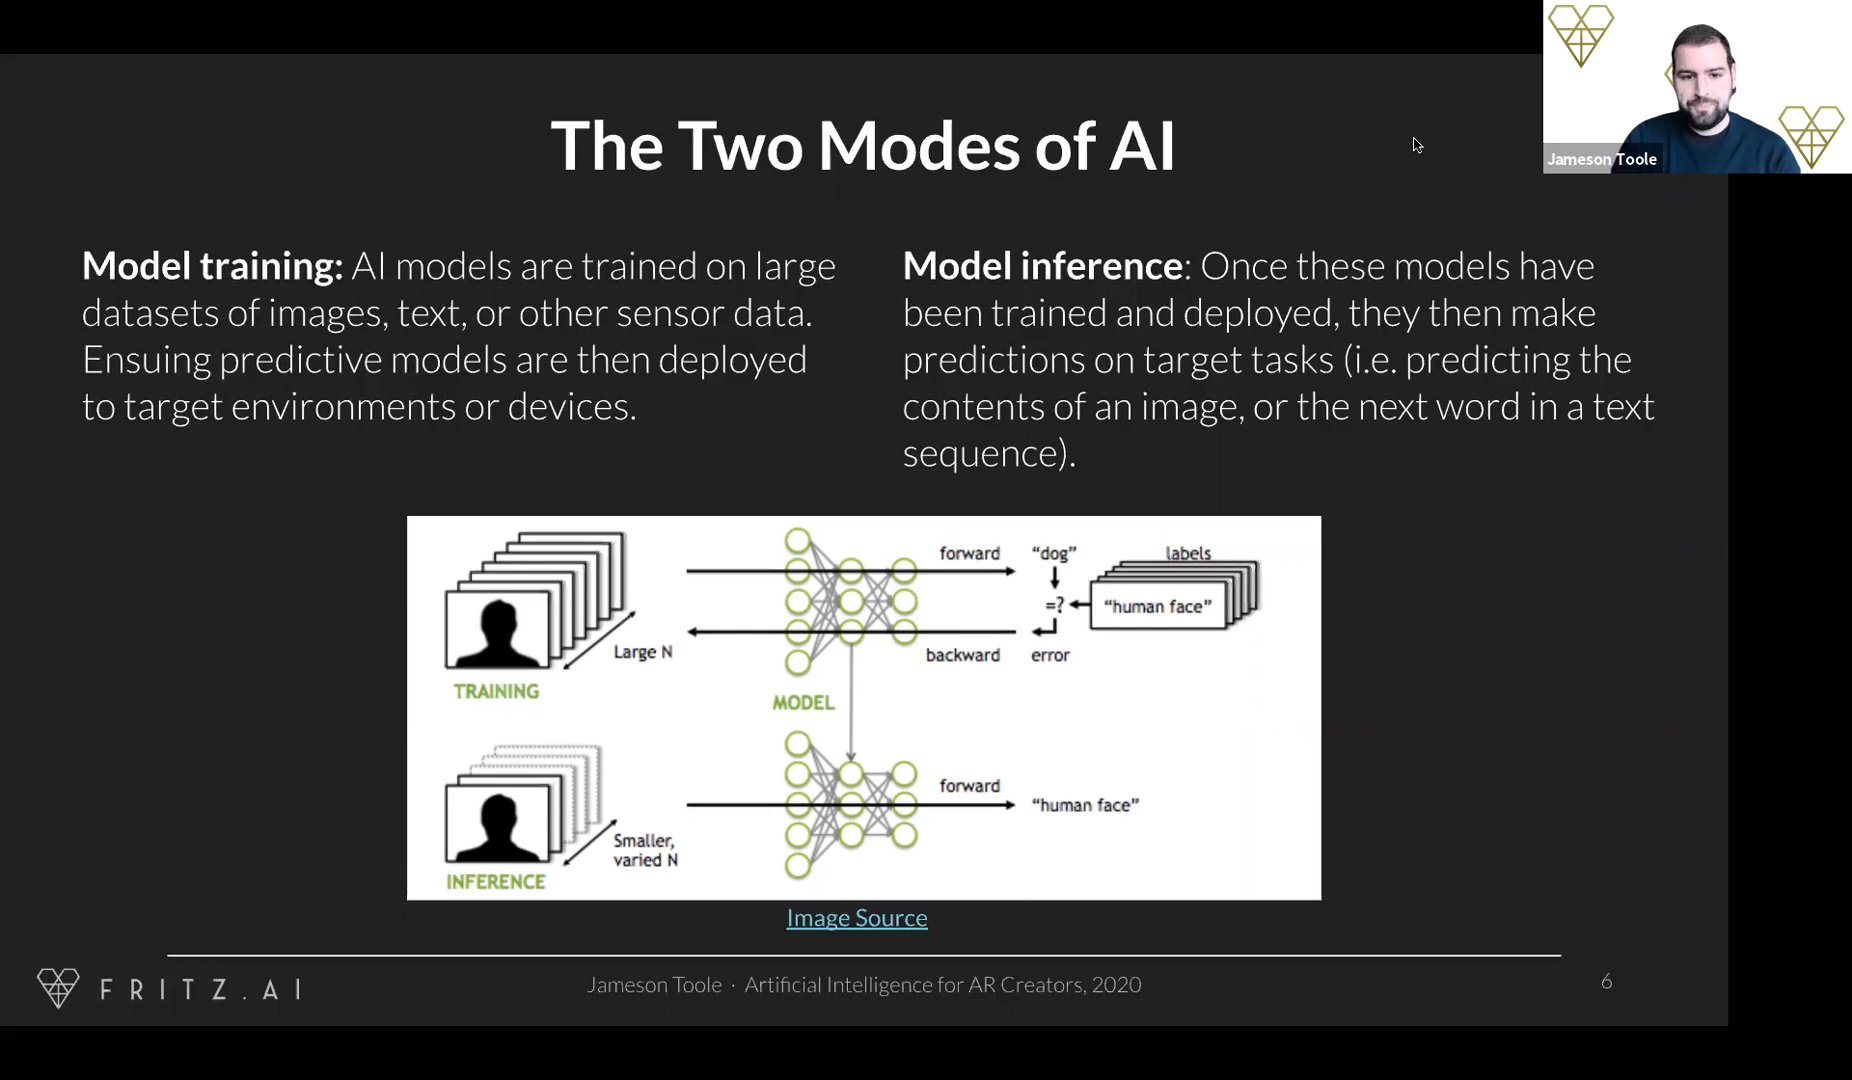 Jameson Toole
The Two Modes of AI
Model training: AI models are trained on large
datasets of images, text, or other sensor data.
Ensuing predictive models are then deployed
to target environments or devices.
Model inference: Once these models have
been trained and deployed, they then make
predictions on target tasks (i.e. predicting the
contents of an image, or the next word in a text
sequence).
Large N
TRAINING
MODEL
forward
"dog"
labels
=?
"human face"
backward
error
Smaller,
varied N
INFERENCE
forward
"human face"
Image Source
FRITZ.AI
Jameson Toole · Artificial Intelligence for AR Creators, 2020
6